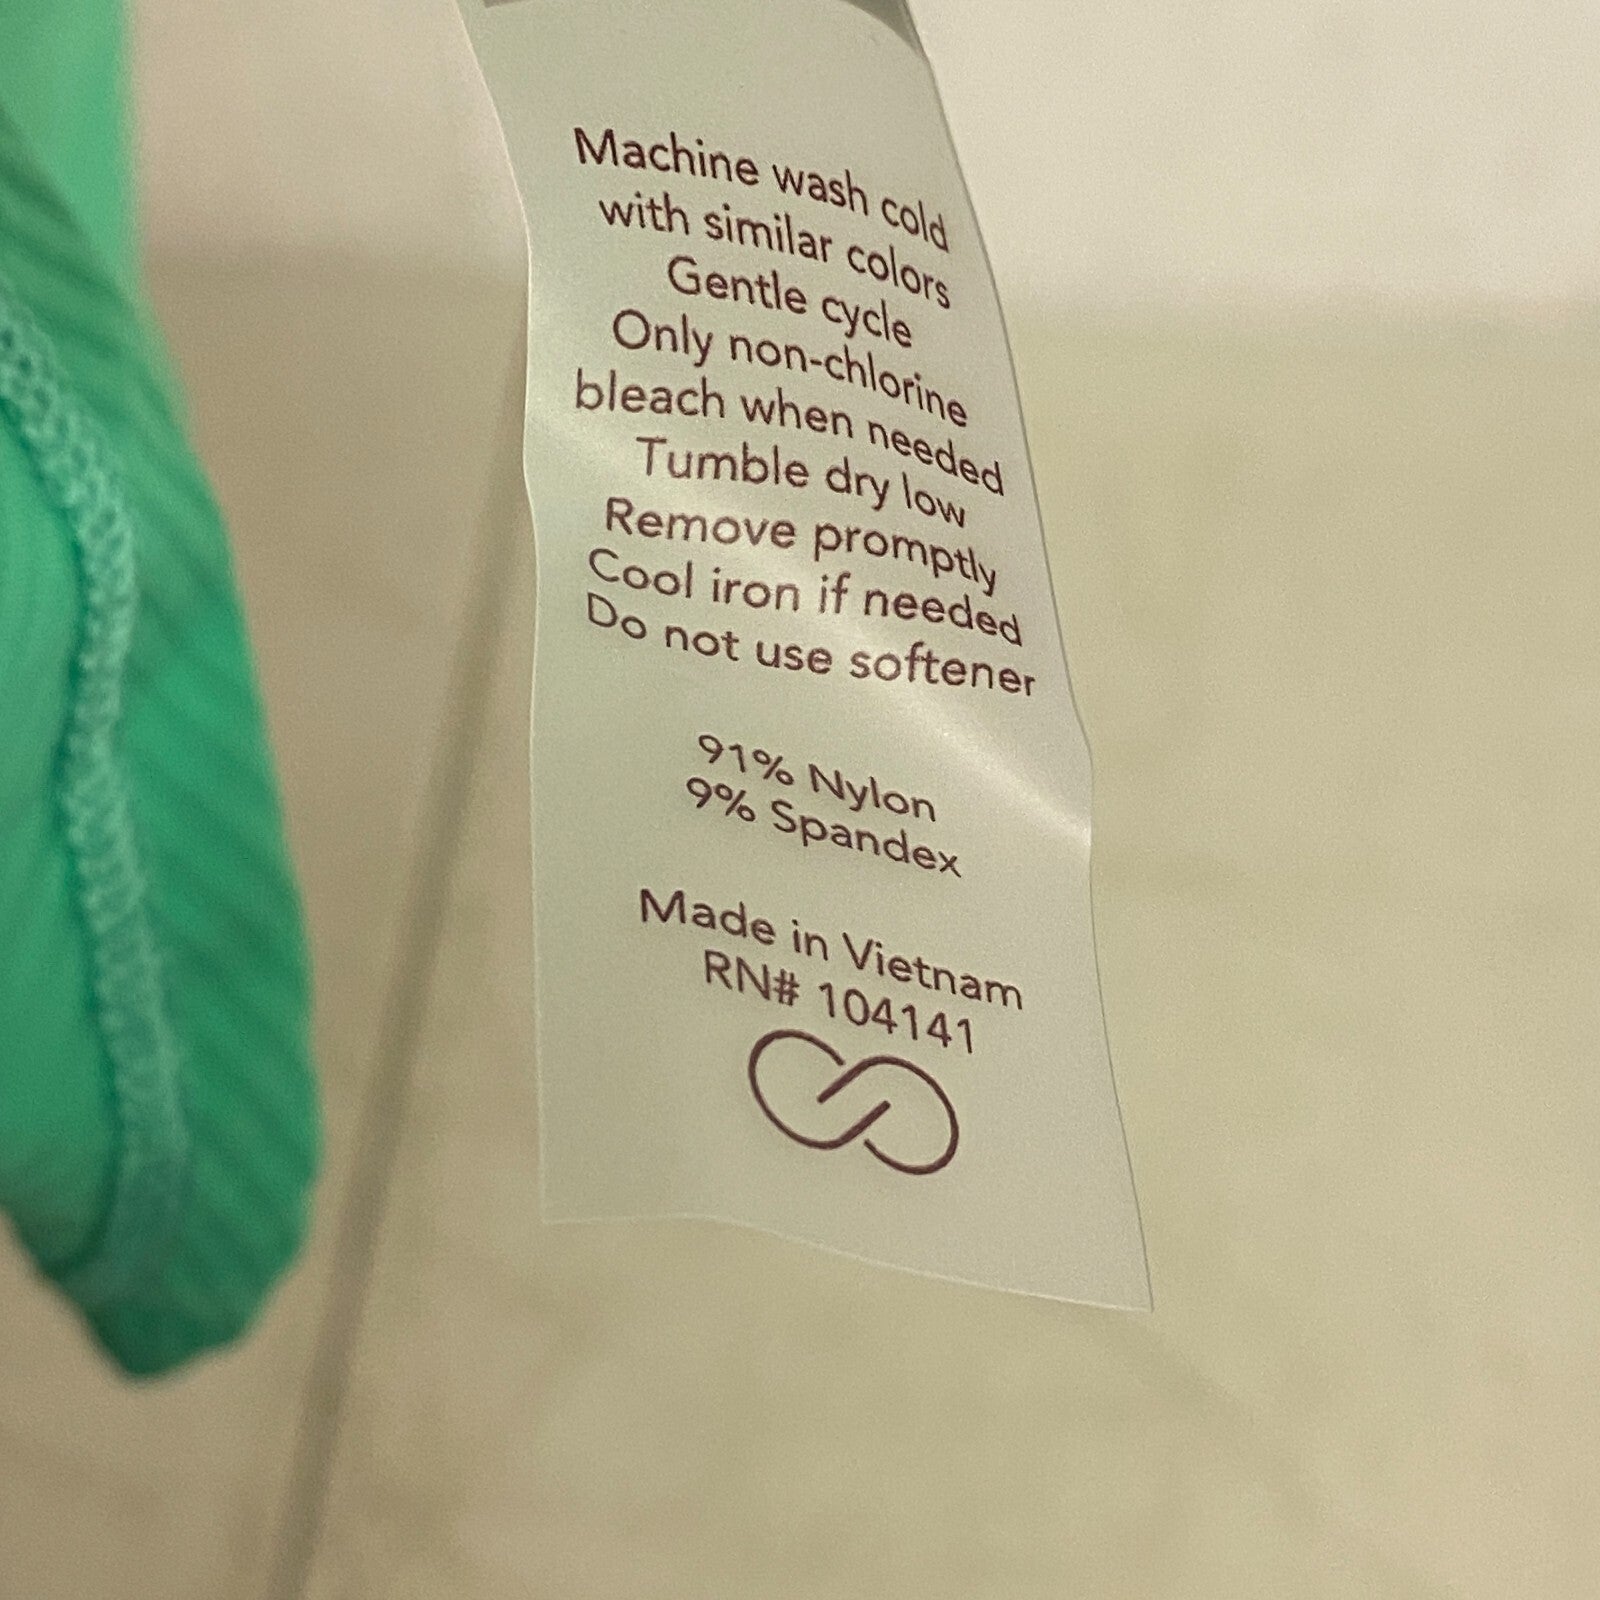 Machine wash cold
with similar colors
Gentle cycle
Only non-chlorine
bleach when needed
Tumble dry low
Remove promptly
Cool iron if needed
Do not use softener
91% Nylon
9% Spandex
Made in Vietnam
RN# 104141